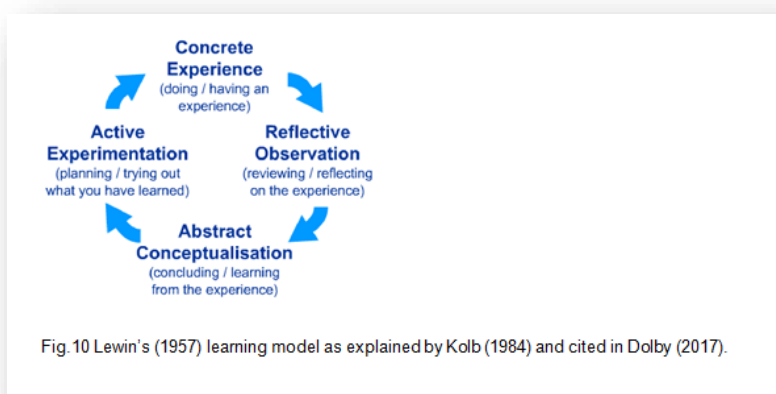 Concrete
Experience
(doing / having an
experience)
Reflective
Observation
(reviewing / reflecting
on the experience)
Abstract
Conceptualisation
(concluding / learning
from the experience)
Active
Experimentation
(planning / trying out
what you have learned)
Fig.10 Lewin's (1957) learning model as explained by Kolb (1984) and cited in Dolby (2017).